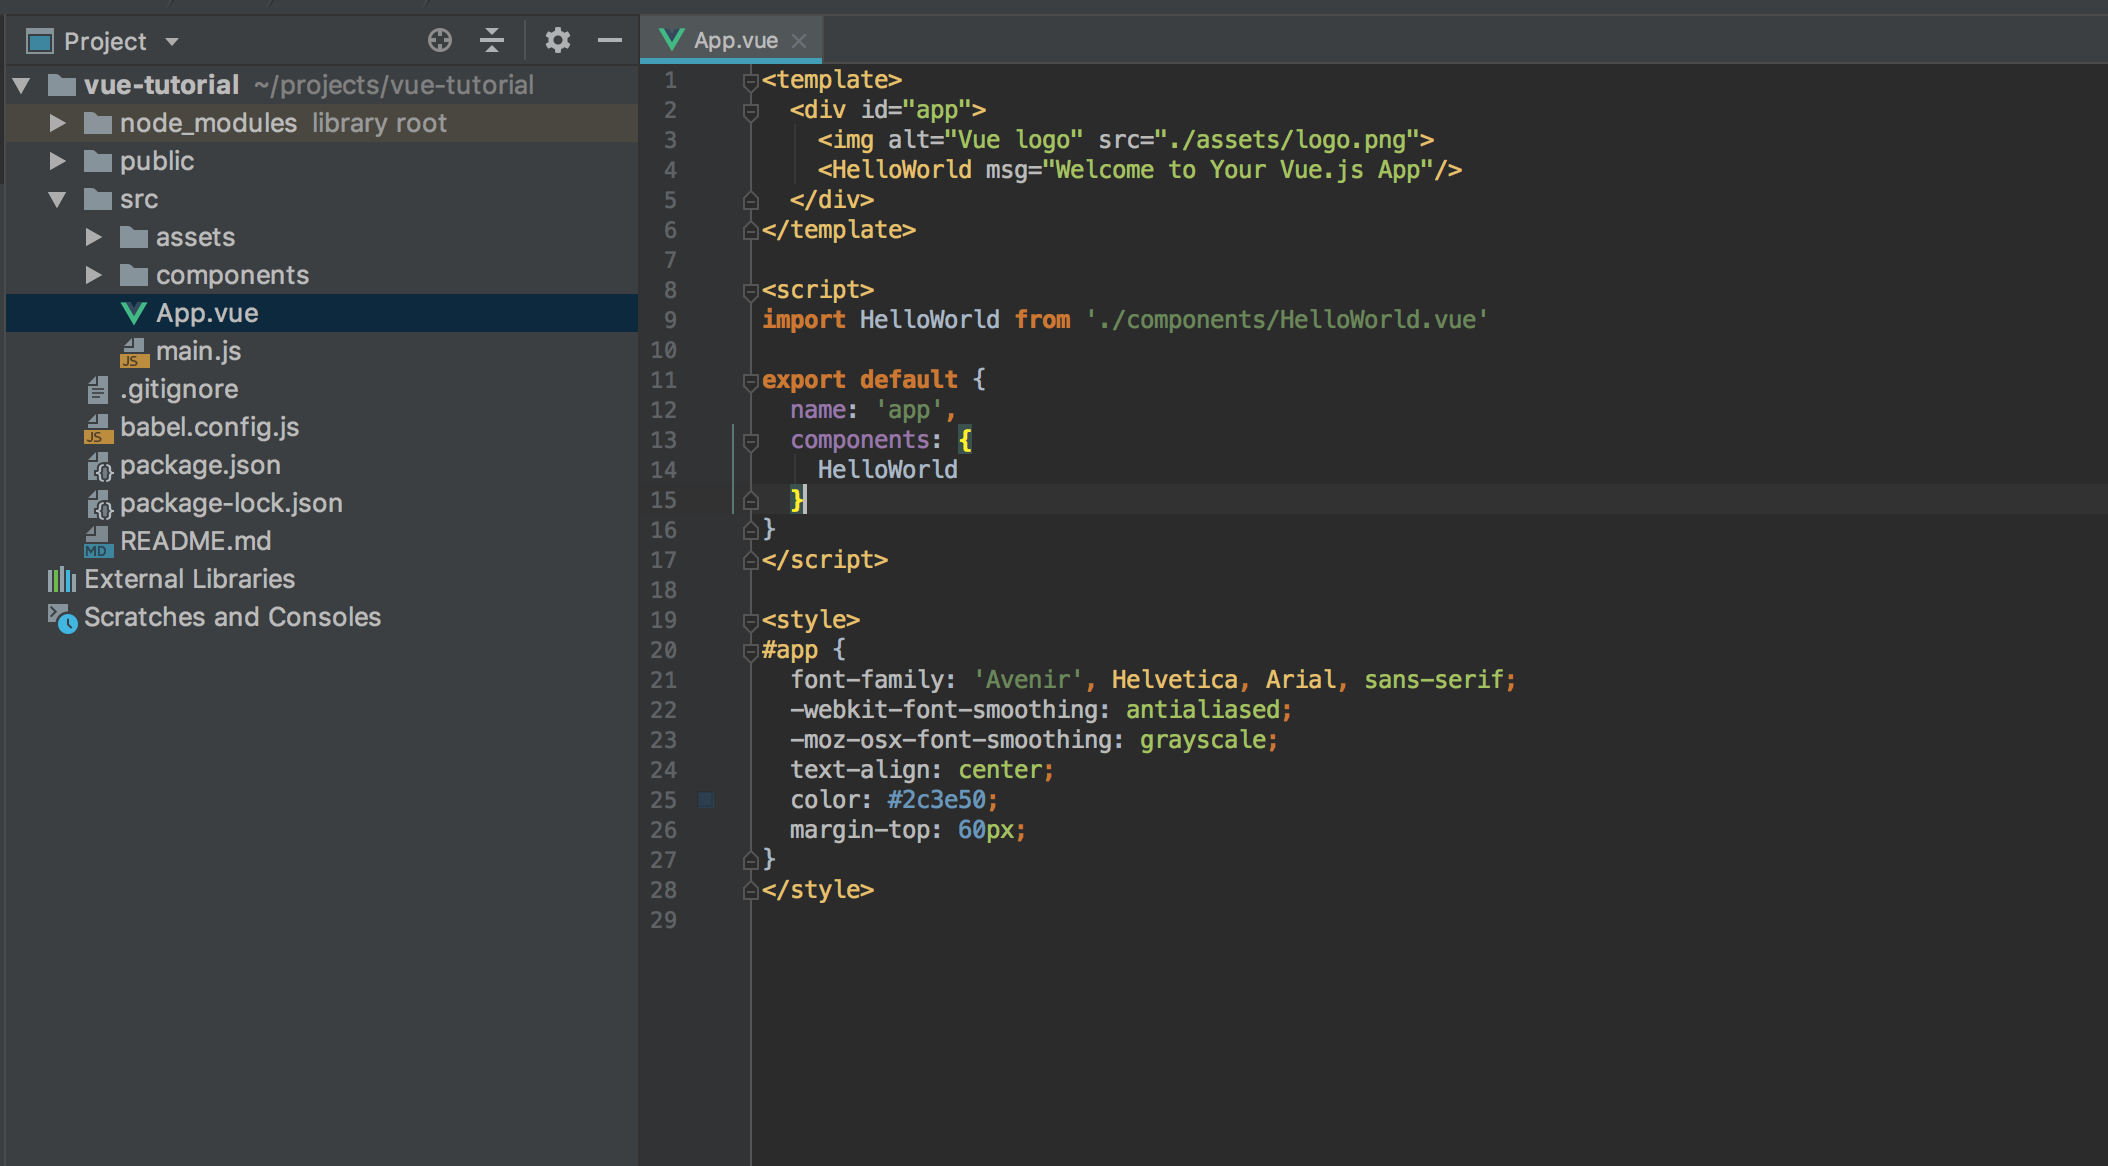 Project
vue-tutorial ~/projects/vue-tutorial
node_modules library root
public
src
assets
components
App.vue
JS main.js
.gitignore
JS babel.config.js
package.json
package-lock.json
MD README.md
External Libraries
Scratches and Consoles
App.vue
1 <template>
2   <div id="app">
3     <img alt="Vue logo" src="./assets/logo.png">
4     <HelloWorld msg="Welcome to Your Vue.js App"/>
5   </div>
6 </template>
7
8 <script>
9 import HelloWorld from './components/HelloWorld.vue'
10
11 export default {
12   name: 'app',
13   components: {
14     HelloWorld
15   }
16 }
17 </script>
18
19 <style>
20 #app {
21   font-family: 'Avenir', Helvetica, Arial, sans-serif;
22   -webkit-font-smoothing: antialiased;
23   -moz-osx-font-smoothing: grayscale;
24   text-align: center;
25   color: #2c3e50;
26   margin-top: 60px;
27 }
28 </style>
29